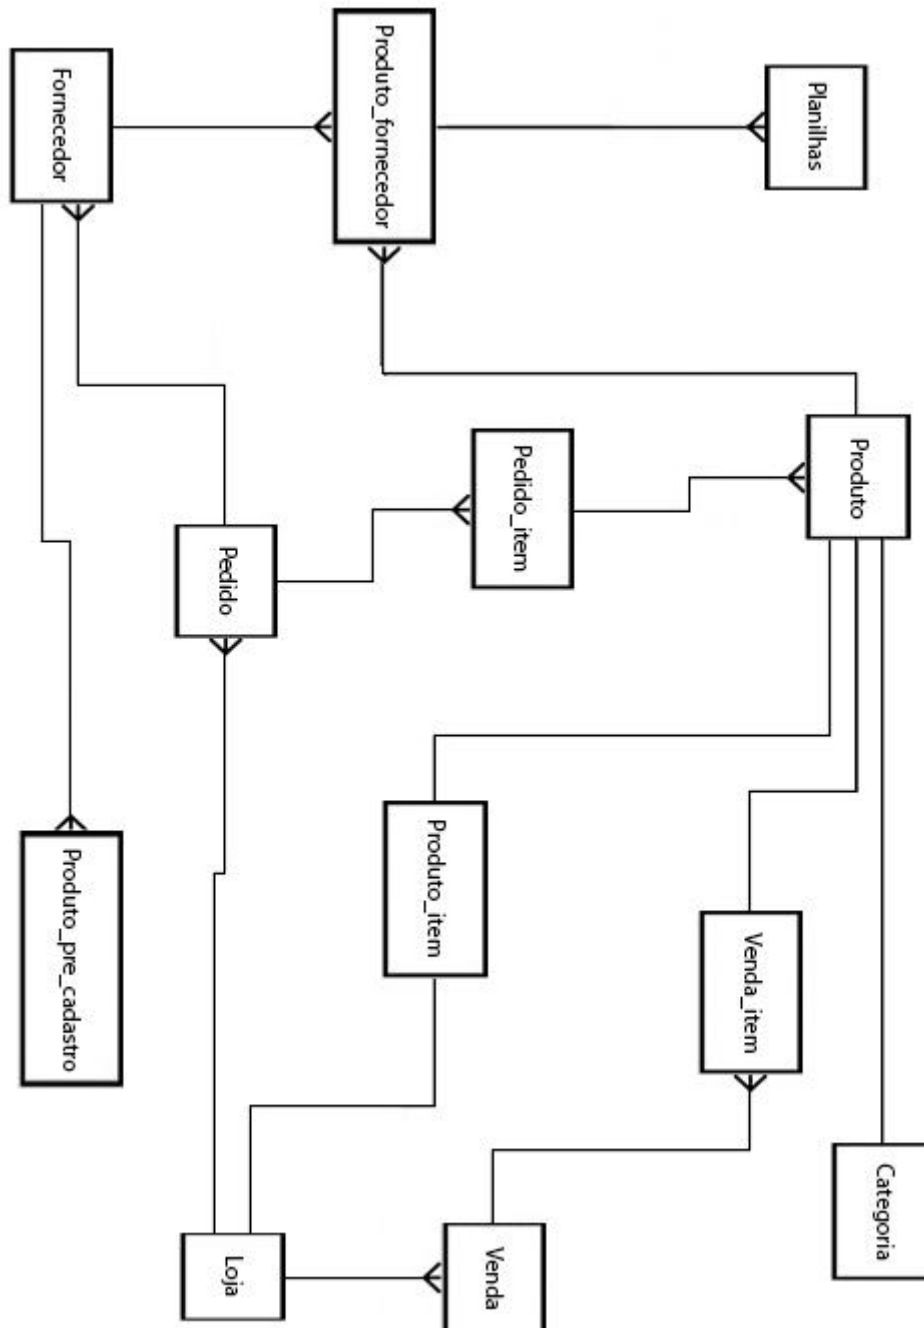 Planilhas
Produto_fornecedor
Fornecedor
Produto
Pedido_item
Pedido
Produto_item
Venda_item
Produto_pre_cadastro
Categoria
Venda
Loja